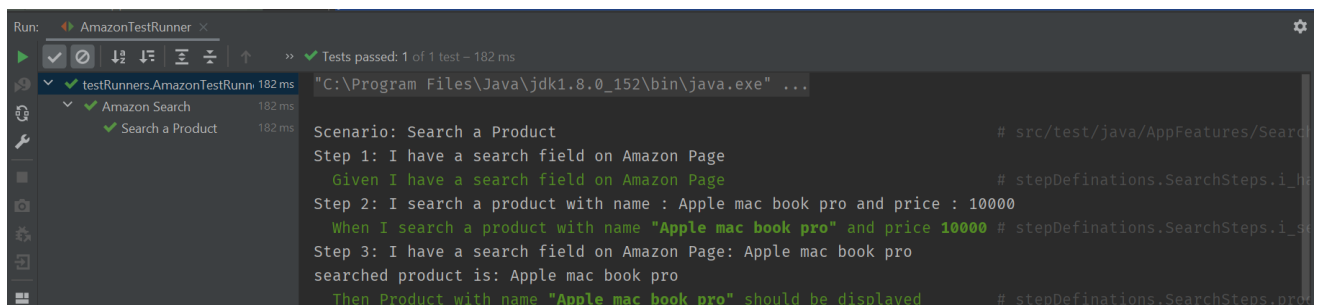 Run: AmazonTestRunner ×
» Tests passed: 1 of 1 test – 182 ms
testRunners.AmazonTestRunn 182 ms
Amazon Search 182 ms
Search a Product 182 ms
"C:\Program Files\Java\jdk1.8.0_152\bin\java.exe" ...
Scenario: Search a Product # src/test/java/AppFeatures/Search
Step 1: I have a search field on Amazon Page
Given I have a search field on Amazon Page # stepDefinations.SearchSteps.i_ha
Step 2: I search a product with name : Apple mac book pro and price : 10000
When I search a product with name "Apple mac book pro" and price 10000 # stepDefinations.SearchSteps.i_se
Step 3: I have a search field on Amazon Page: Apple mac book pro
searched product is: Apple mac book pro
Then Product with name "Apple mac book pro" should be displayed # stepDefinations.SearchSteps.prod